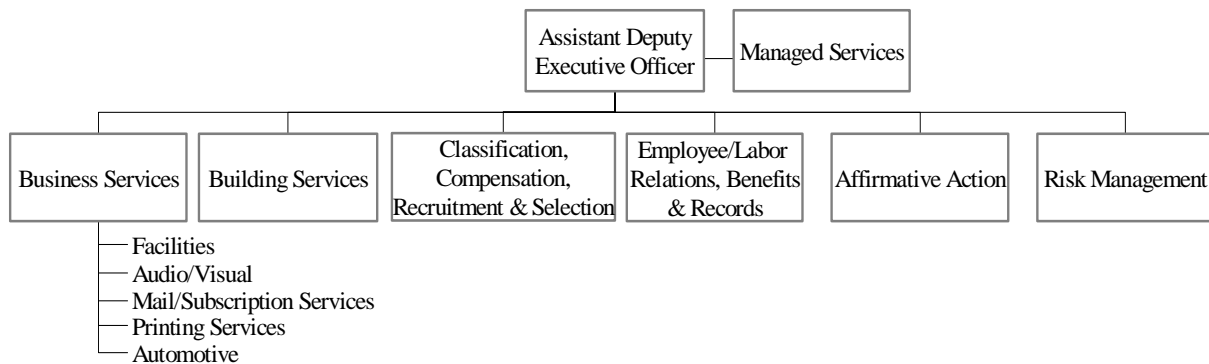 Assistant Deputy
Executive Officer
Managed Services
Business Services
Building Services
Classification,
Compensation,
Recruitment & Selection
Employee/Labor
Relations, Benefits
& Records
Affirmative Action
Risk Management
Facilities
Audio/Visual
Mail/Subscription Services
Printing Services
Automotive